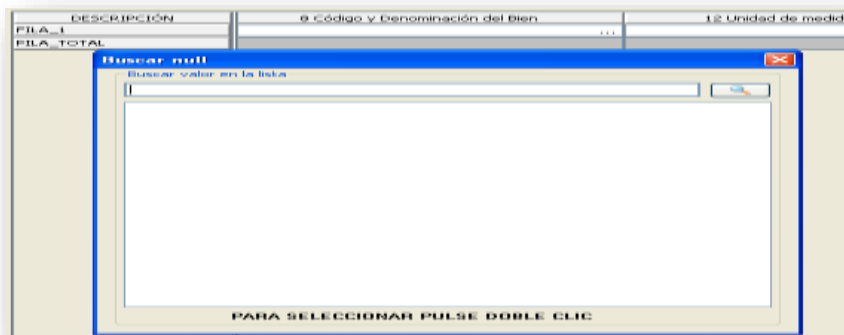 DESCRIPCIÓN 8 Código y Denominación del Bien 12 Unidad de medid
FILA_1 ...
FILA_TOTAL
Buscar null
Buscar valor en la lista
PARA SELECCIONAR PULSE DOBLE CLIC